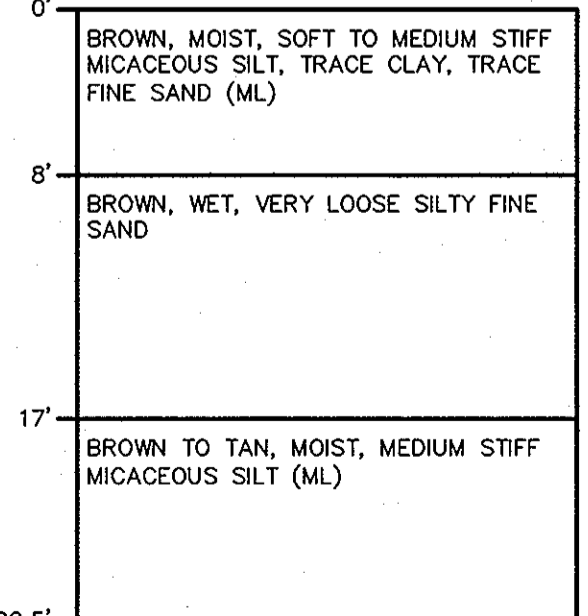 0'
BROWN, MOIST, SOFT TO MEDIUM STIFF
MICACEOUS SILT, TRACE CLAY, TRACE
FINE SAND (ML)
8'
BROWN, WET, VERY LOOSE SILTY FINE
SAND
17'
BROWN TO TAN, MOIST, MEDIUM STIFF
MICACEOUS SILT (ML)